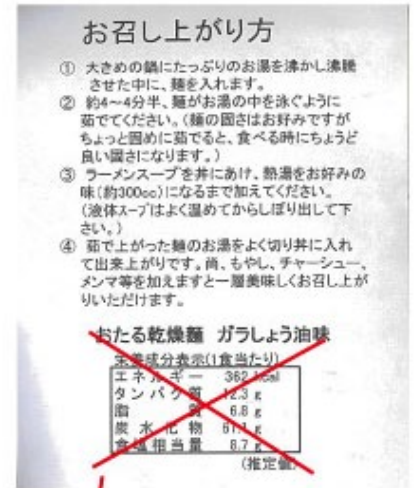 お召し上がり方
① 大きめの鍋にたっぷりのお湯を沸かし沸騰
させた中に、麺を入れます。
② 約4~4分半、麺がお湯の中を泳ぐように
茹でてください。(麺の固さはお好みですが
ちょっと固めに茹でると、食べる時にちょうど
良い固さになります。)
③ ラーメンスープを丼にあけ、熱湯をお好みの
味(約300cc)になるまで加えてください。
(液体スープはよく温めてからしぼり出して下
さい。)
④ 茹で上がった麺のお湯をよく切り丼に入れ
て出来上がりです。尚、もやし、チャーシュー、
メンマ等を加えますと一層美味しくお召し上が
りいただけます。
おたる乾燥麺 ガラしょう油味
栄養成分表示(1食当たり)
エネルギー 362 kcal
タンパク質 12.3 g
脂質 6.8 g
炭水化物 61.1 g
食塩相当量 8.7 g
(推定値)